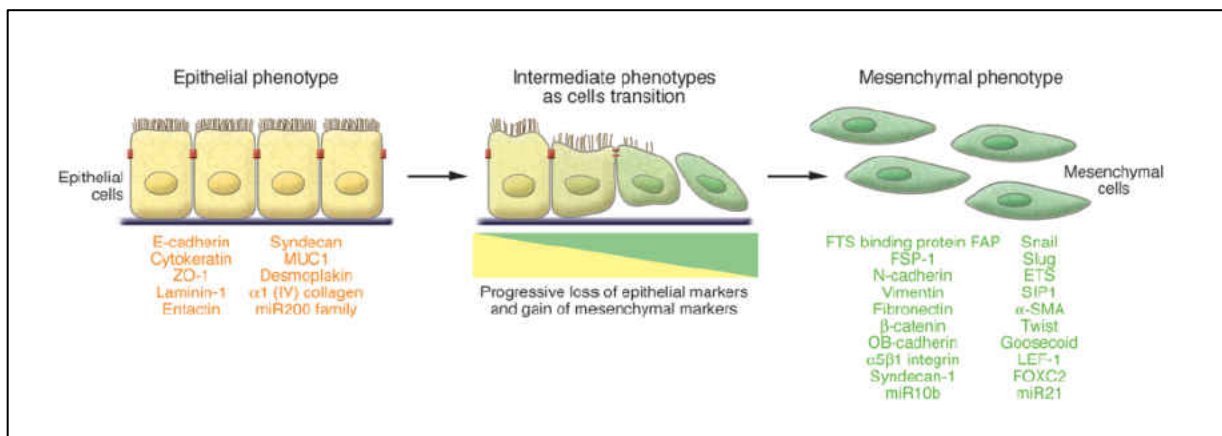 Epithelial phenotype
Intermediate phenotypes
as cells transition
Mesenchymal phenotype
Epithelial
cells
Mesenchymal
cells
E-cadherin
Cytokeratin
ZO-1
Laminin-1
Entactin
Syndecan
MUC1
Desmoplakin
α1 (IV) collagen
miR200 family
Progressive loss of epithelial markers
and gain of mesenchymal markers
FTS binding protein FAP
FSP-1
N-cadherin
Vimentin
Fibronectin
β-catenin
OB-cadherin
α5β1 integrin
Syndecan-1
miR10b
Snail
Slug
ETS
SIP1
α-SMA
Twist
Goosecoid
LEF-1
FOXC2
miR21